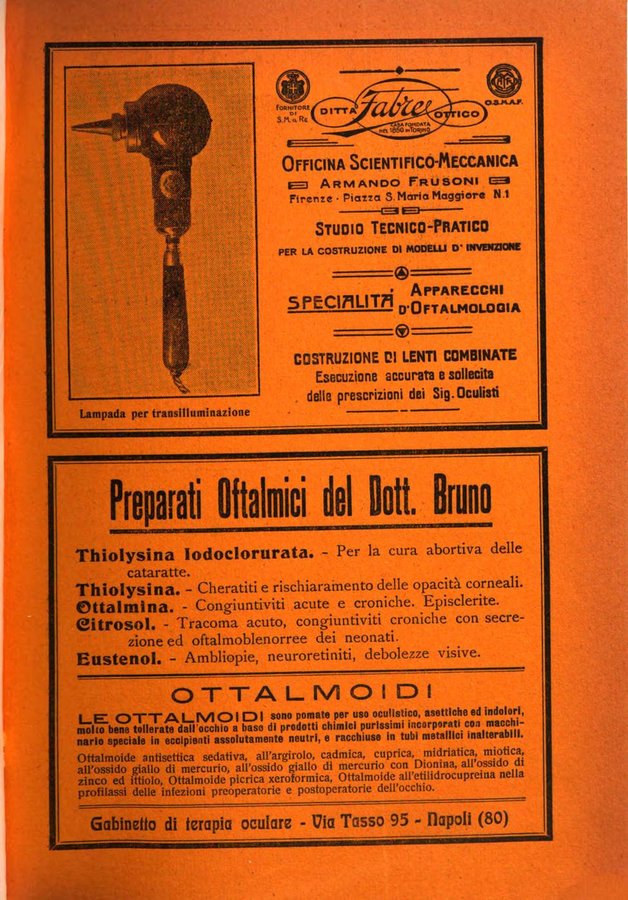 FORNITORE
DI
S. M. IL RE
DITTA Fabre OTTICO
CASA FONDATA
NEL 1850 IN TORINO
O.S.M.A.F.
OFFICINA SCIENTIFICO-MECCANICA
ARMANDO FRUSONI
Firenze - Piazza S. Maria Maggiore N. 1
STUDIO TECNICO-PRATICO
PER LA COSTRUZIONE DI MODELLI D' INVENZIONE
SPECIALITÀ APPARECCHI
D'OFTALMOLOGIA
COSTRUZIONE DI LENTI COMBINATE
Esecuzione accurata e sollecita
delle prescrizioni dei Sig. Oculisti
Lampada per transilluminazione
Preparati Oftalmici del Dott. Bruno
Thiolysina Iodoclorurata. - Per la cura abortiva delle
cataratte.
Thiolysina. - Cheratiti e rischiaramento delle opacità corneali.
Ottalmina. - Congiuntiviti acute e croniche. Episclerite.
Citrosol. - Tracoma acuto, congiuntiviti croniche con secre-
zione ed oftalmoblenorree dei neonati.
Eustenol. - Ambliopie, neuroretiniti, debolezze visive.
OTTALMOIDI
LE OTTALMOIDI sono pomate per uso oculistico, asettiche ed indolori,
molto bene tollerate dall'occhio a base di prodotti chimici purissimi incorporati con macchi-
nario speciale in eccipienti assolutamente neutri, e racchiuse in tubi metallici inalterabili.
Ottalmoide antisettica sedativa, all'argirolo, cadmica, cuprica, midriatica, miotica,
all'ossido giallo di mercurio, all'ossido giallo di mercurio con Dionina, all'ossido di
zinco ed ittiolo, Ottalmoide picrica xeroformica, Ottalmoide all'etilidrocupreina nella
profilassi delle infezioni preoperatorie e postoperatorie dell'occhio.
Gabinetto di terapia oculare - Via Tasso 95 - Napoli (80)